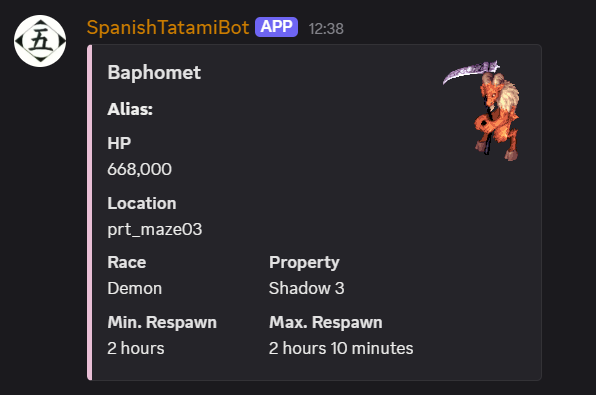 五
SpanishTatamiBot APP 12:38
Baphomet
Alias:
HP
668,000
Location
prt_maze03
Race Property
Demon Shadow 3
Min. Respawn Max. Respawn
2 hours 2 hours 10 minutes